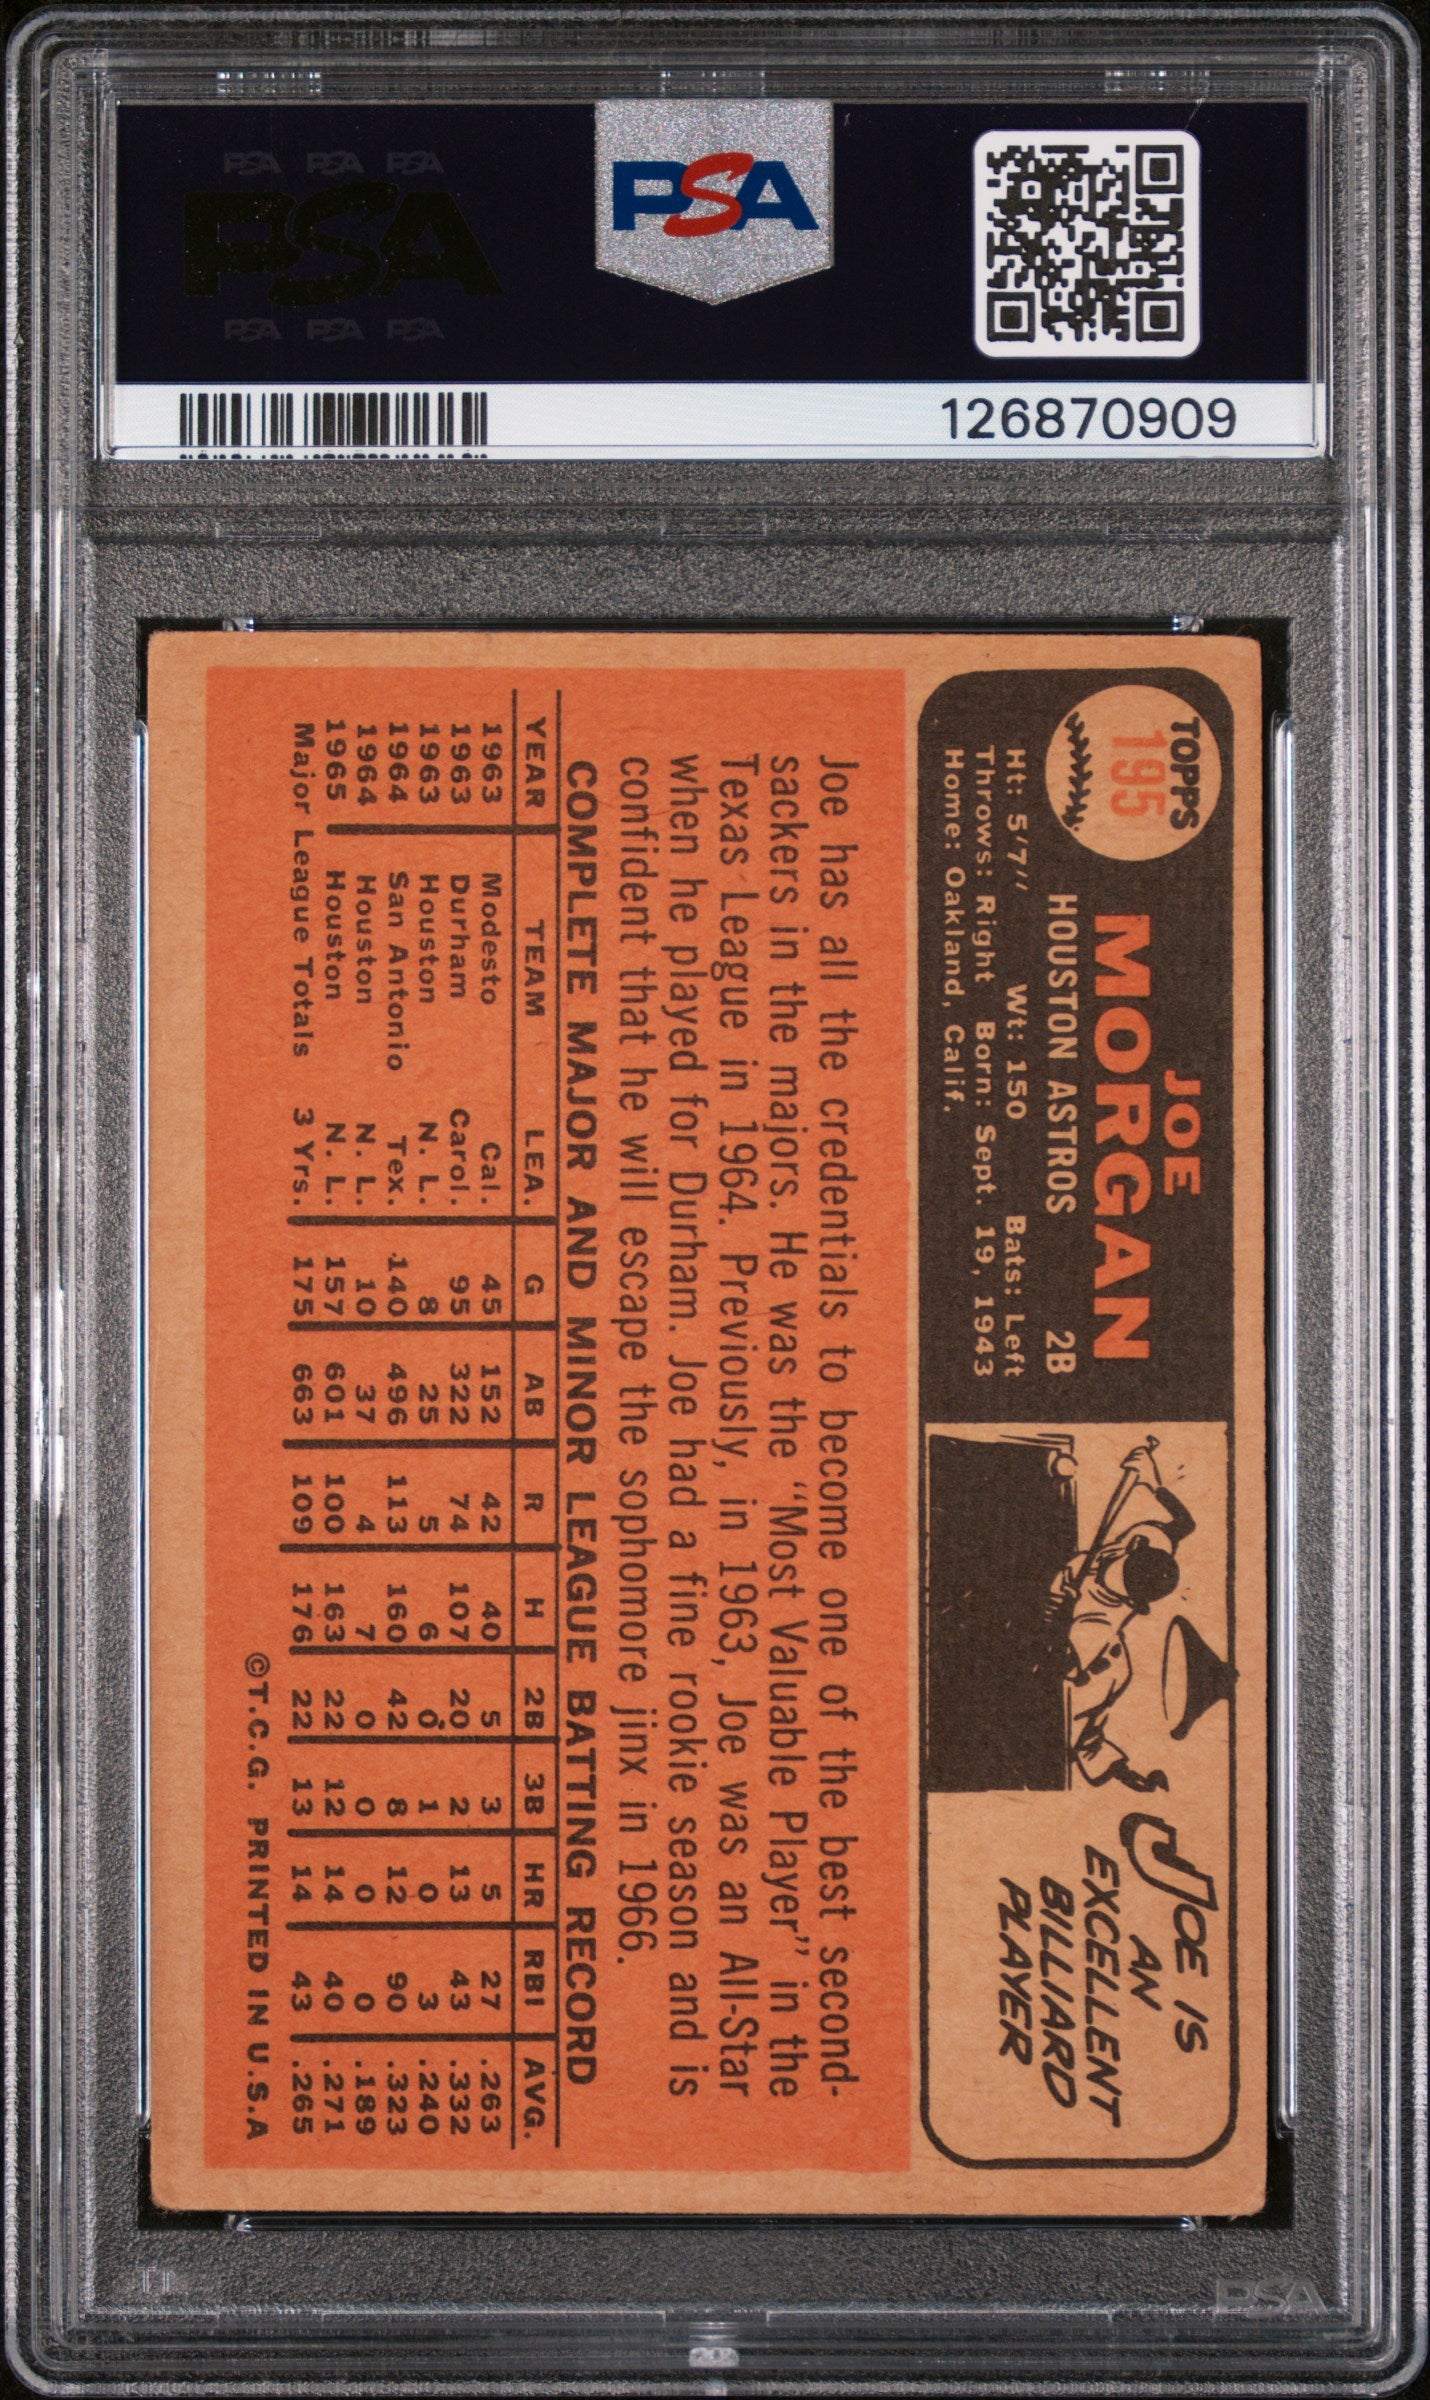 PSA PSA PSA
PSA
PSA PSA PSA
PSA
126870909
TOPPS
195
JOE
MORGAN
HOUSTON ASTROS 2B
Ht: 5'7" Wt: 150 Bats: Left
Throws: Right Born: Sept. 19, 1943
Home: Oakland, Calif.
JOE IS
AN
EXCELLENT
BILLIARD
PLAYER
Joe has all the credentials to become one of the best second-
sackers in the majors. He was the "Most Valuable Player" in the
Texas League in 1964. Previously, in 1963, Joe was an All-Star
when he played for Durham. Joe had a fine rookie season and is
confident that he will escape the sophomore jinx in 1966.
COMPLETE MAJOR AND MINOR LEAGUE BATTING RECORD
YEAR TEAM LEA. G AB R H 2B 3B HR RBI AVG.
1963 Modesto Cal. 45 152 42 40 5 3 5 27 .263
1963 Durham Carol. 95 322 74 107 20 2 13 43 .332
1963 Houston N. L. 8 25 5 6 0 1 0 3 .240
1964 San Antonio Tex. 140 496 113 160 42 8 12 90 .323
1964 Houston N. L. 10 37 4 7 0 0 0 0 .189
1965 Houston N. L. 157 601 100 163 22 12 14 40 .271
Major League Totals 3 Yrs. 175 663 109 176 22 13 14 43 .265
©T.C.G. PRINTED IN U.S.A
PSA